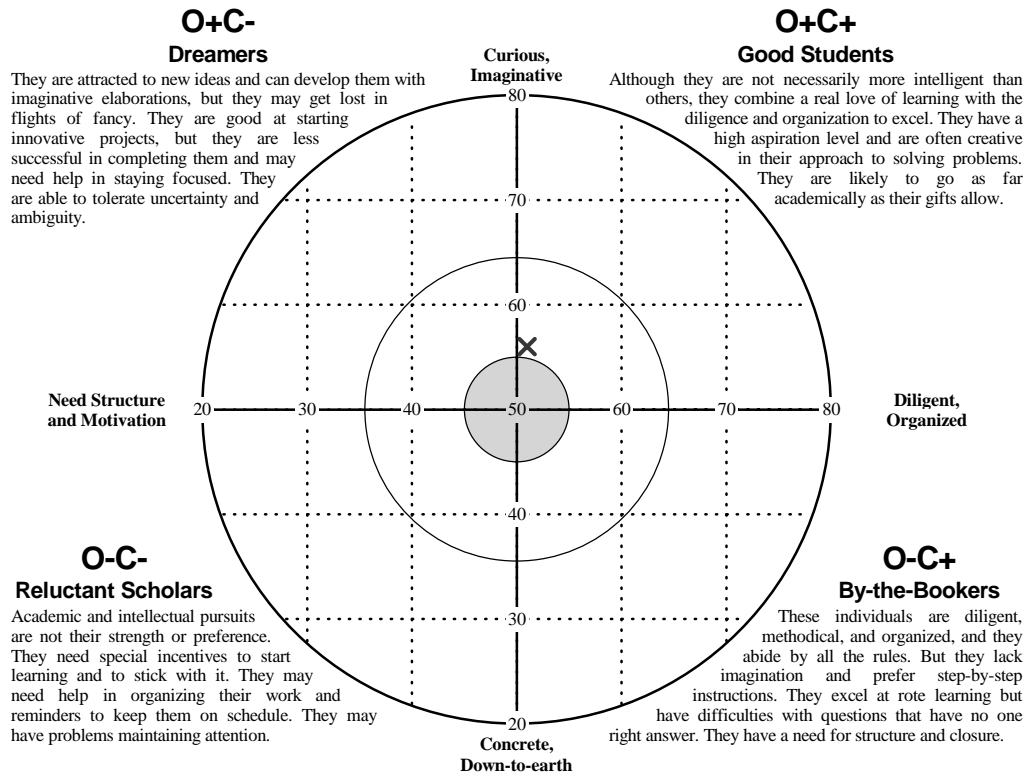 O+C-
Dreamers
They are attracted to new ideas and can develop them with
imaginative elaborations, but they may get lost in
flights of fancy. They are good at starting
innovative projects, but they are less
successful in completing them and may
need help in staying focused. They
are able to tolerate uncertainty and
ambiguity.
Curious,
Imaginative
O+C+
Good Students
Although they are not necessarily more intelligent than
others, they combine a real love of learning with the
diligence and organization to excel. They have a
high aspiration level and are often creative
in their approach to solving problems.
They are likely to go as far
academically as their gifts allow.
80
70
60
Need Structure
and Motivation
20
30
40
50
60
70
80
Diligent,
Organized
40
30
20
O-C-
Reluctant Scholars
Academic and intellectual pursuits
are not their strength or preference.
They need special incentives to start
learning and to stick with it. They may
need help in organizing their work and
reminders to keep them on schedule. They may
have problems maintaining attention.
Concrete,
Down-to-earth
O-C+
By-the-Bookers
These individuals are diligent,
methodical, and organized, and they
abide by all the rules. But they lack
imagination and prefer step-by-step
instructions. They excel at rote learning but
have difficulties with questions that have no one
right answer. They have a need for structure and closure.